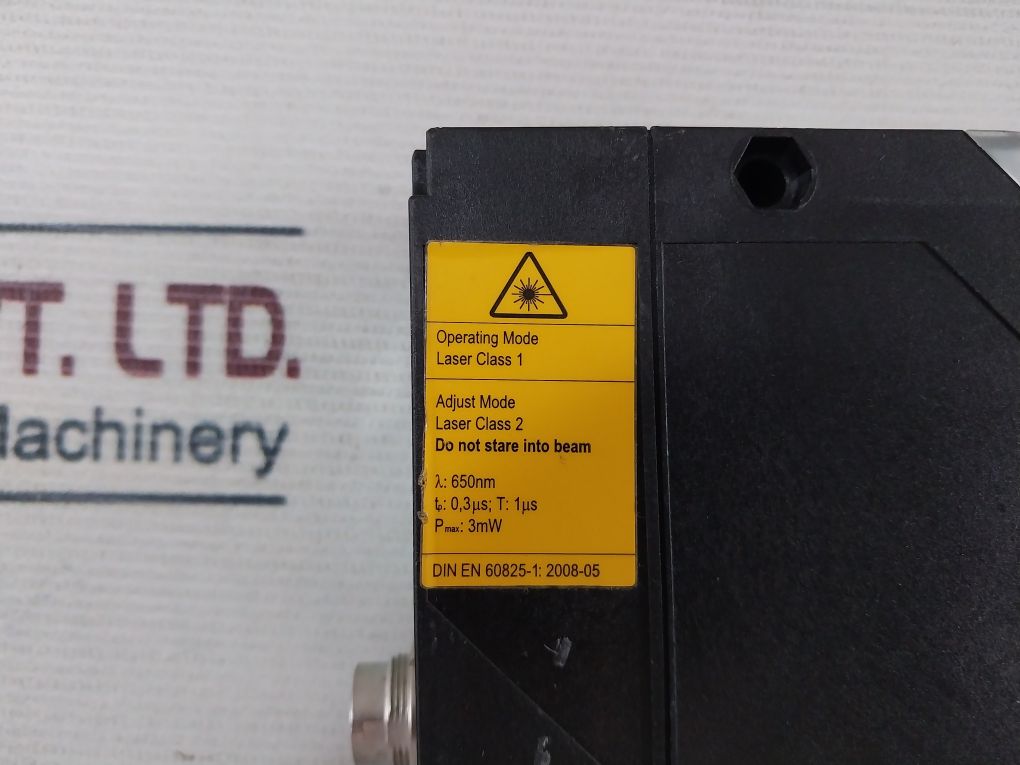 T. LTD.
Machinery
Operating Mode
Laser Class 1
Adjust Mode
Laser Class 2
Do not stare into beam
λ: 650nm
tp: 0,3µs; T: 1µs
Pmax: 3mW
DIN EN 60825-1: 2008-05